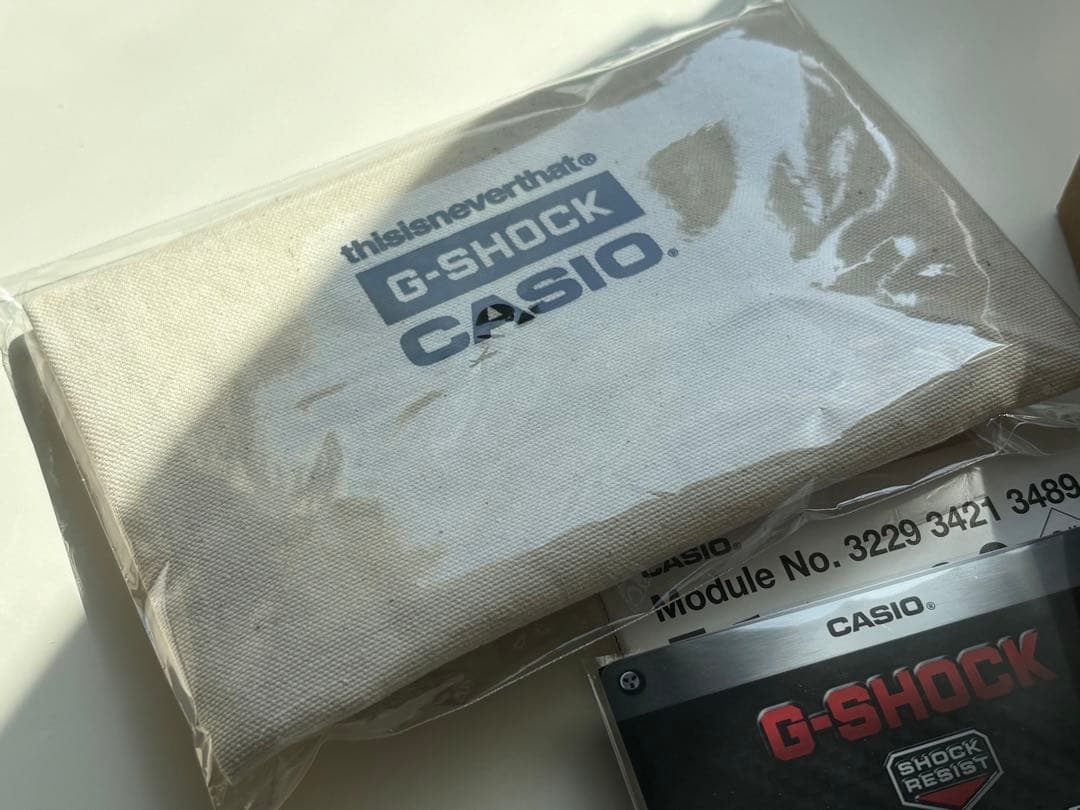 thisisneverthat®
G-SHOCK
CASIO®
CASIO®
Module No. 3229 3421 3489
CASIO®
G-SHOCK
SHOCK
RESIST